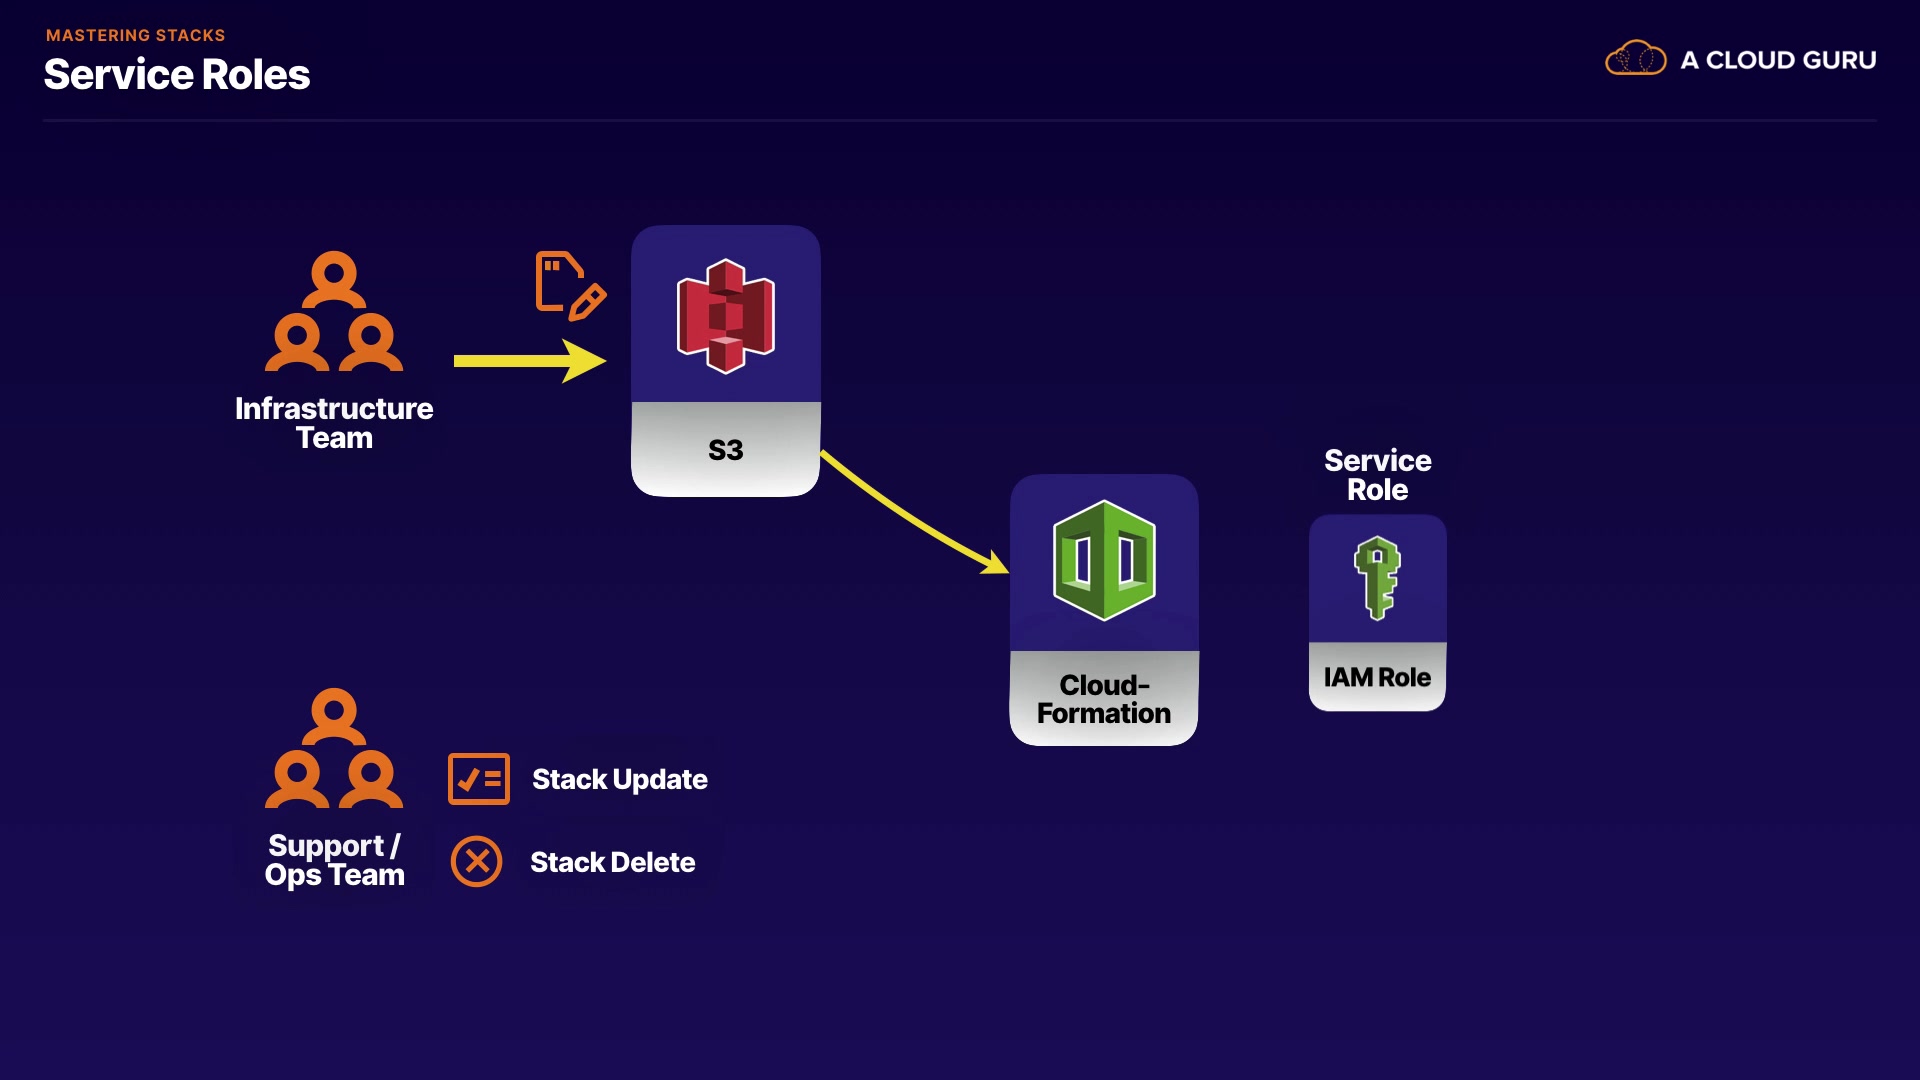 MASTERING STACKS
Service Roles
A CLOUD GURU
Infrastructure
Team
S3
Service
Role
IAM Role
Cloud-
Formation
Support /
Ops Team
Stack Update
Stack Delete